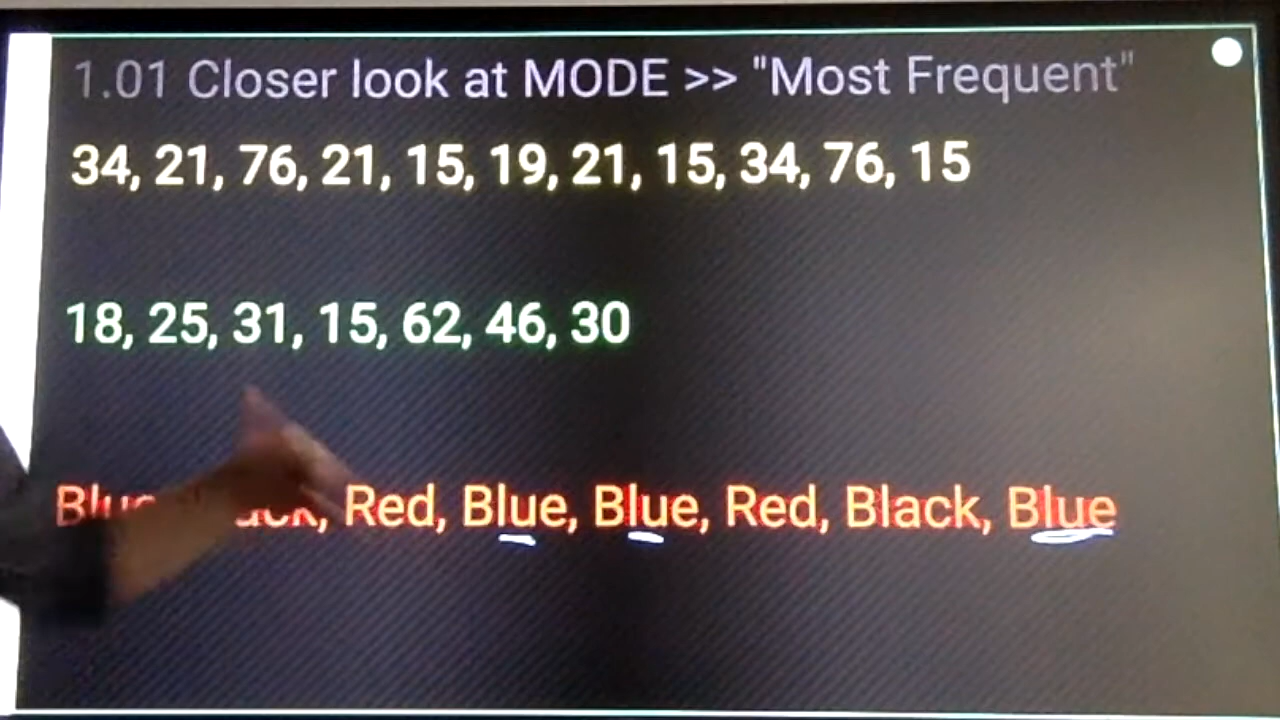 1.01 Closer look at MODE >> "Most Frequent"
34, 21, 76, 21, 15, 19, 21, 15, 34, 76, 15
18, 25, 31, 15, 62, 46, 30
Red, Blue, Blue, Red, Black, Blue